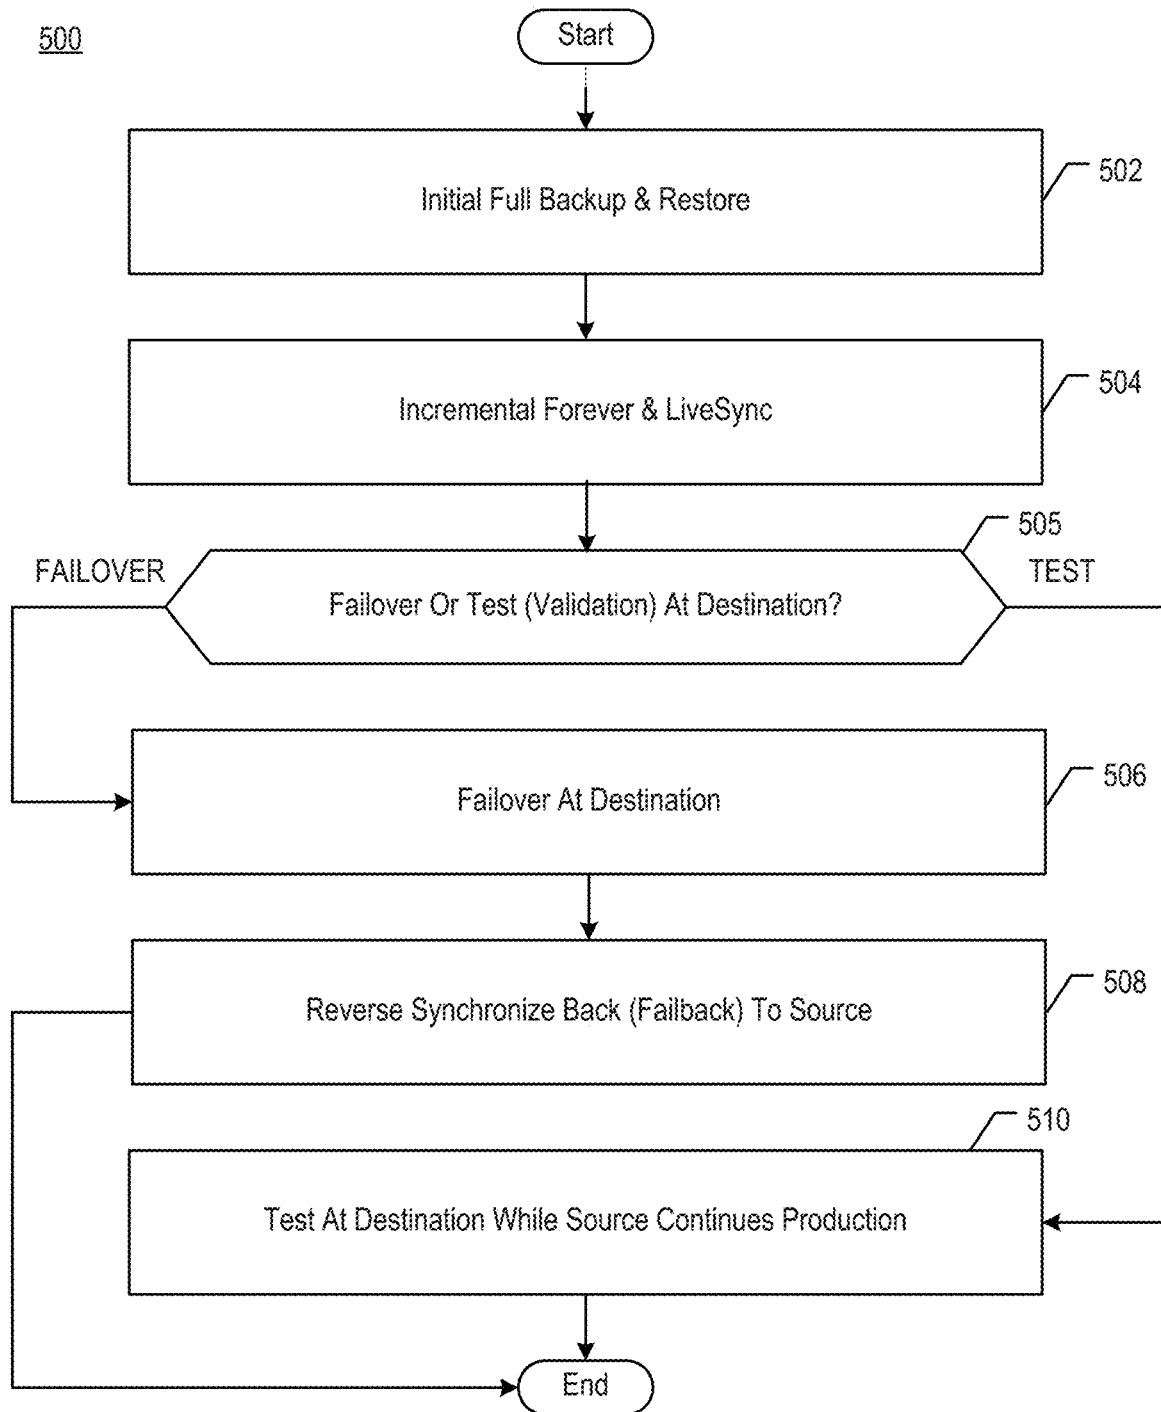 500
Start
Initial Full Backup & Restore
502
Incremental Forever & LiveSync
504
505
FAILOVER
TEST
Failover Or Test (Validation) At Destination?
Failover At Destination
506
Reverse Synchronize Back (Failback) To Source
508
510
Test At Destination While Source Continues Production
End